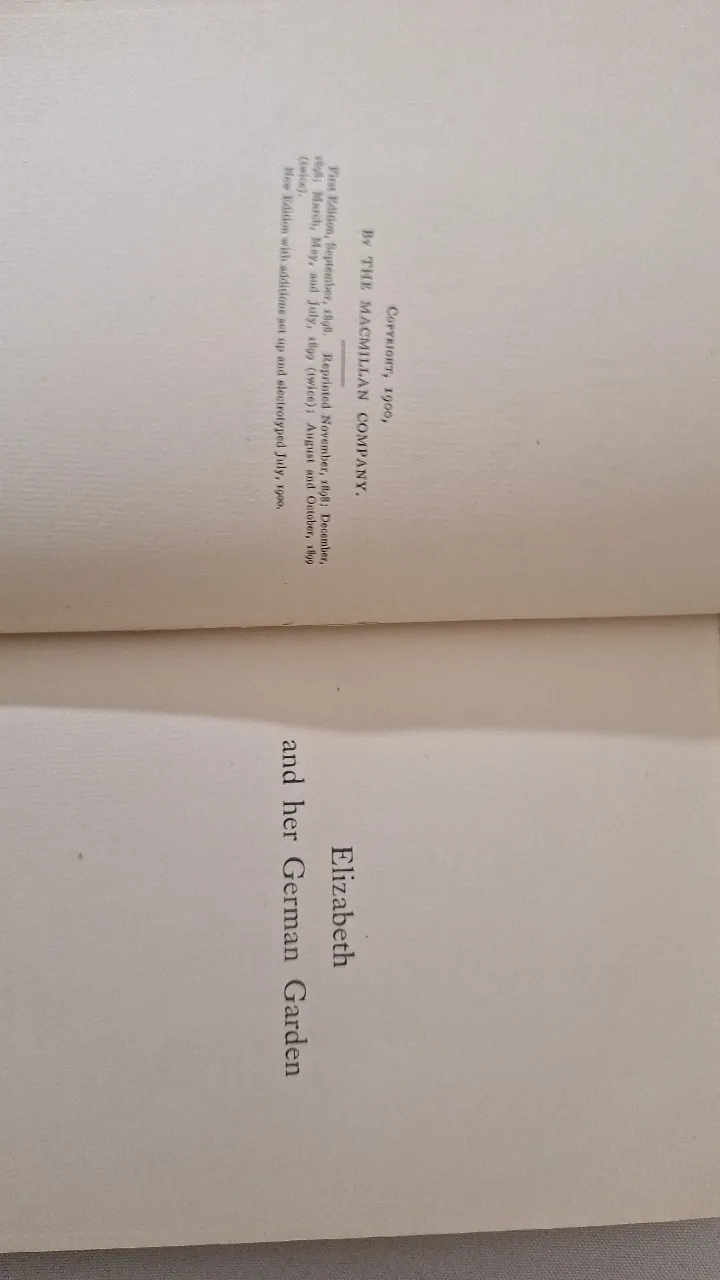 COPYRIGHT, 1900,
BY THE MACMILLAN COMPANY.
First Edition, September, 1898. Reprinted November, 1898; December,
1898; March, May, and July, 1899 (twice); August and October, 1899
(twice).
New Edition with additions set up and electrotyped July, 1900.
Elizabeth
and her German Garden